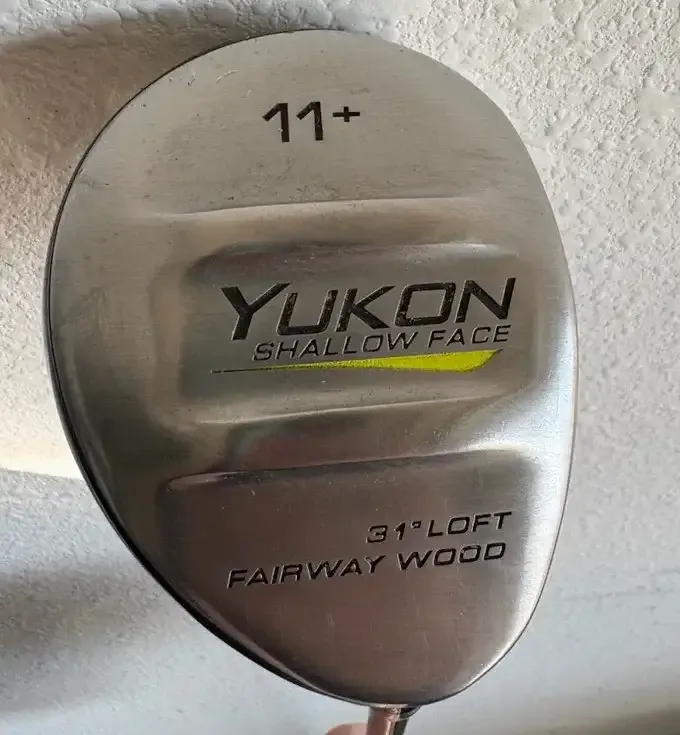 11+
YUKON
SHALLOW FACE
31° LOFT
FAIRWAY WOOD